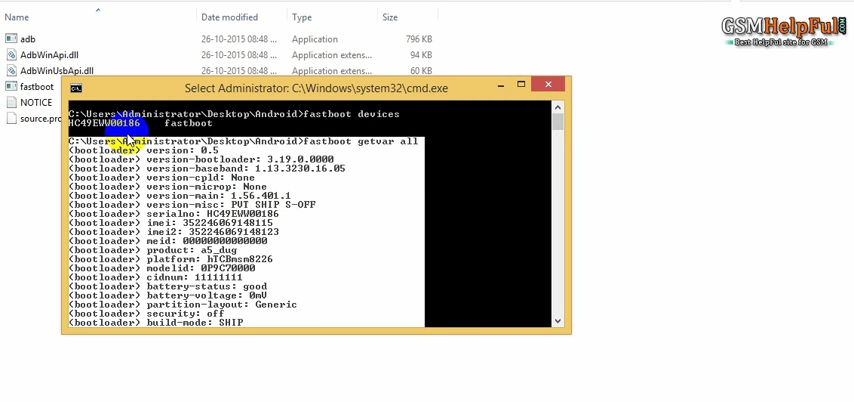 Name Date modified Type Size
GSMHelpFul.COM
Best HelpFul site for GSM
adb 26-10-2015 08:48 ... Application 796 KB
AdbWinApi.dll 26-10-2015 08:48 ... Application extens... 94 KB
AdbWinUsbApi.dll 26-10-2015 08:48 ... Application extens... 60 KB
fastboot
NOTICE
source.pro
Select Administrator: C:\Windows\system32\cmd.exe
C:\Users\Administrator\Desktop\Android>fastboot devices
HC49EWW00186 fastboot
C:\Users\Administrator\Desktop\Android>fastboot getvar all
(bootloader) version: 0.5
(bootloader) version-bootloader: 3.19.0.0000
(bootloader) version-baseband: 1.13.3230.16.05
(bootloader) version-cpld: None
(bootloader) version-microp: None
(bootloader) version-main: 1.56.401.1
(bootloader) version-misc: PVT SHIP S-OFF
(bootloader) serialno: HC49EWW00186
(bootloader) imei: 352246069148115
(bootloader) imei2: 352246069148123
(bootloader) meid: 00000000000000
(bootloader) product: a5_dug
(bootloader) platform: hTCBmsm8226
(bootloader) modelid: 0P9C70000
(bootloader) cidnum: 11111111
(bootloader) battery-status: good
(bootloader) battery-voltage: 0mV
(bootloader) partition-layout: Generic
(bootloader) security: off
(bootloader) build-mode: SHIP